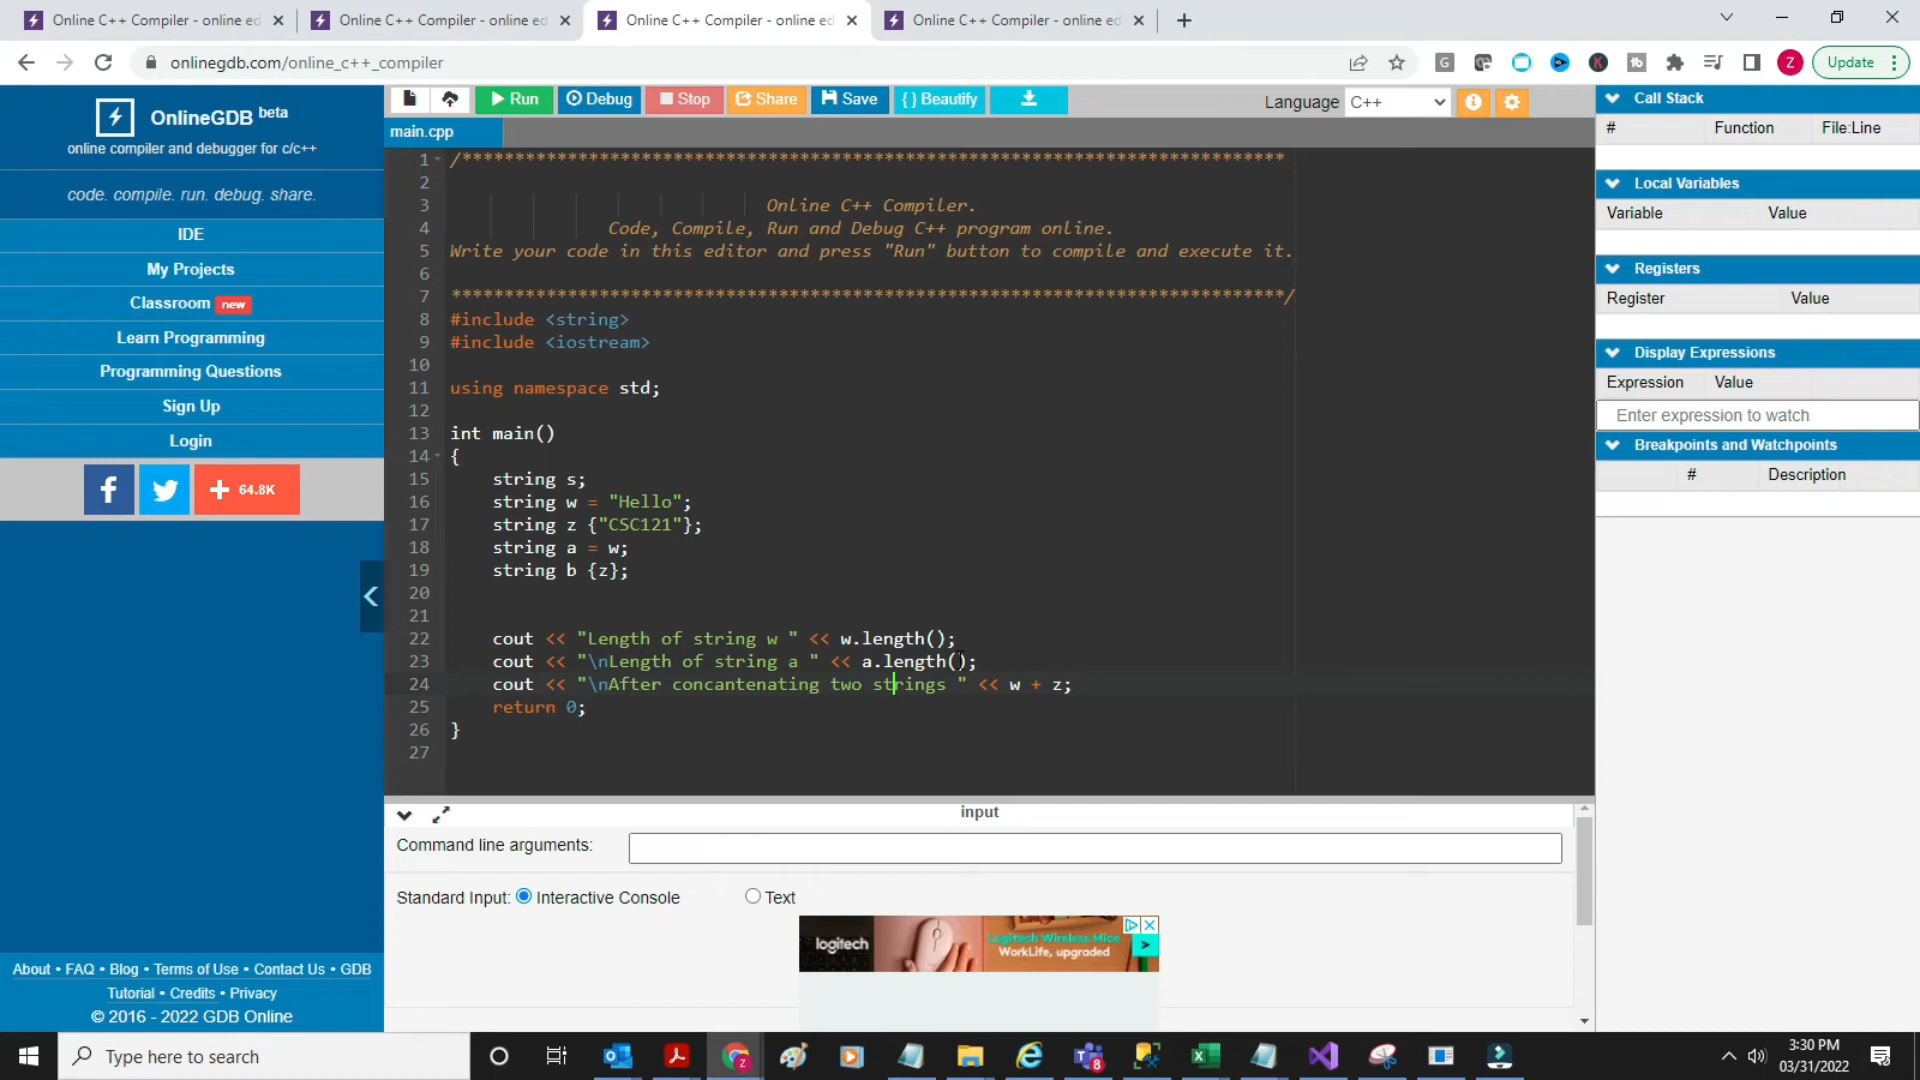 Online C++ Compiler - online ed
Online C++ Compiler - online ed
Online C++ Compiler - online ed
Online C++ Compiler - online ed
onlinegdb.com/online_c++_compiler
Update
OnlineGDB beta
online compiler and debugger for c/c++
code. compile. run. debug. share.
IDE
My Projects
Classroom new
Learn Programming
Programming Questions
Sign Up
Login
64.8K
About • FAQ • Blog • Terms of Use • Contact Us • GDB
Tutorial • Credits • Privacy
© 2016 - 2022 GDB Online
Run Debug Stop Share Save { } Beautify
Language C++
main.cpp
1 /******************************************************************************
2
3 Online C++ Compiler.
4 Code, Compile, Run and Debug C++ program online.
5 Write your code in this editor and press "Run" button to compile and execute it.
6
7 *******************************************************************************/
8 #include <string>
9 #include <iostream>
10
11 using namespace std;
12
13 int main()
14 {
15 string s;
16 string w = "Hello";
17 string z {"CSC121"};
18 string a = w;
19 string b {z};
20
21
22 cout << "Length of string w " << w.length();
23 cout << "\nLength of string a " << a.length();
24 cout << "\nAfter concantenating two strings " << w + z;
25 return 0;
26 }
27
input
Command line arguments:
Standard Input: Interactive Console Text
logitech
Logitech Wireless Mice
WorkLife, upgraded
Call Stack
# Function File:Line
Local Variables
Variable Value
Registers
Register Value
Display Expressions
Expression Value
Enter expression to watch
Breakpoints and Watchpoints
# Description
Type here to search
8
3:30 PM
03/31/2022